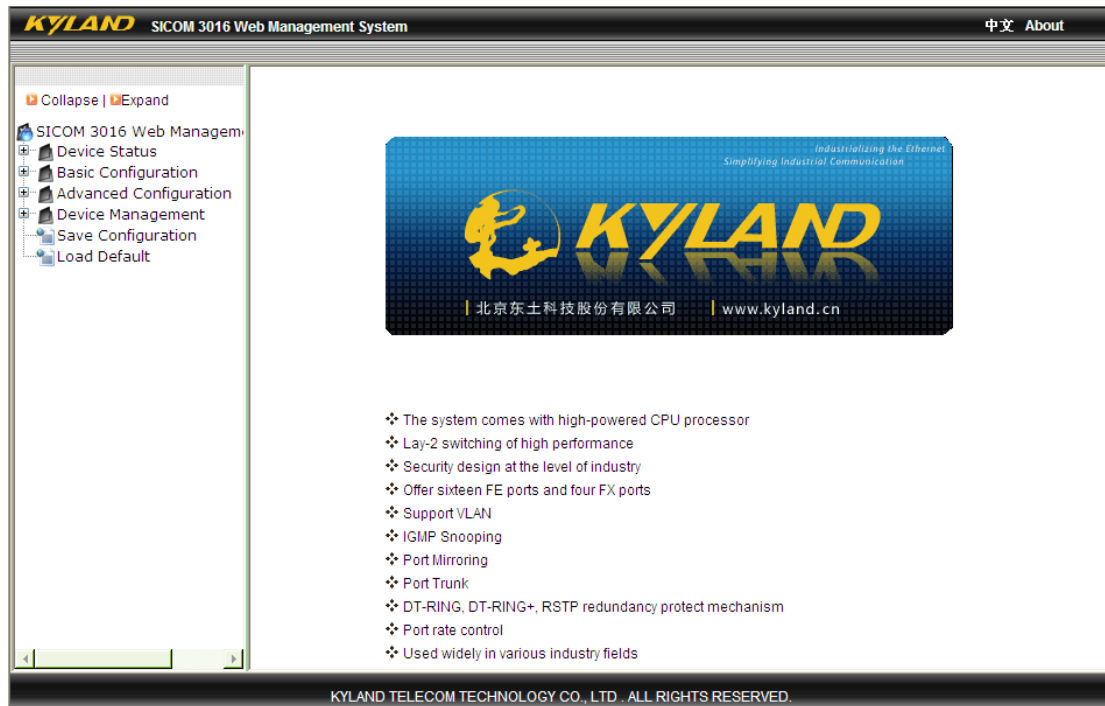 KYLAND SICOM 3016 Web Management System 中文 About
Collapse | Expand
SICOM 3016 Web Managem
Device Status
Basic Configuration
Advanced Configuration
Device Management
Save Configuration
Load Default
Industrializing the Ethernet
Simplifying Industrial Communication
KYLAND
北京东土科技股份有限公司 www.kyland.cn
The system comes with high-powered CPU processor
Lay-2 switching of high performance
Security design at the level of industry
Offer sixteen FE ports and four FX ports
Support VLAN
IGMP Snooping
Port Mirroring
Port Trunk
DT-RING, DT-RING+, RSTP redundancy protect mechanism
Port rate control
Used widely in various industry fields
KYLAND TELECOM TECHNOLOGY CO., LTD . ALL RIGHTS RESERVED.